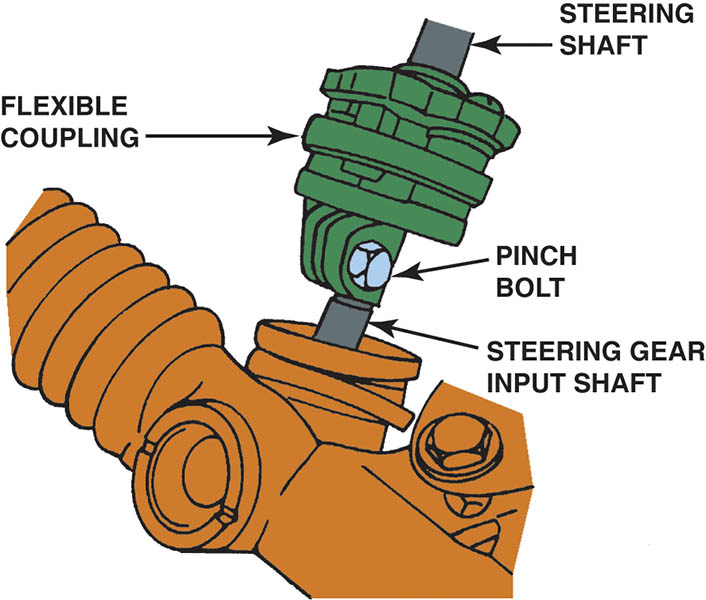 STEERING
SHAFT
FLEXIBLE
COUPLING
PINCH
BOLT
STEERING GEAR
INPUT SHAFT